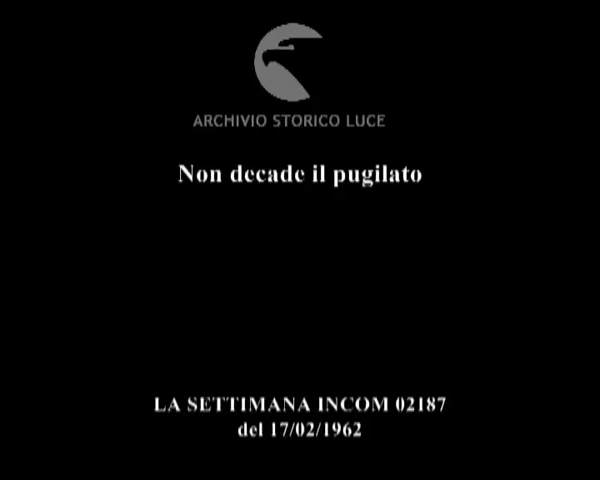 ARCHIVIO STORICO LUCE
Non decade il pugilato
LA SETTIMANA INCOM 02187
del 17/02/1962